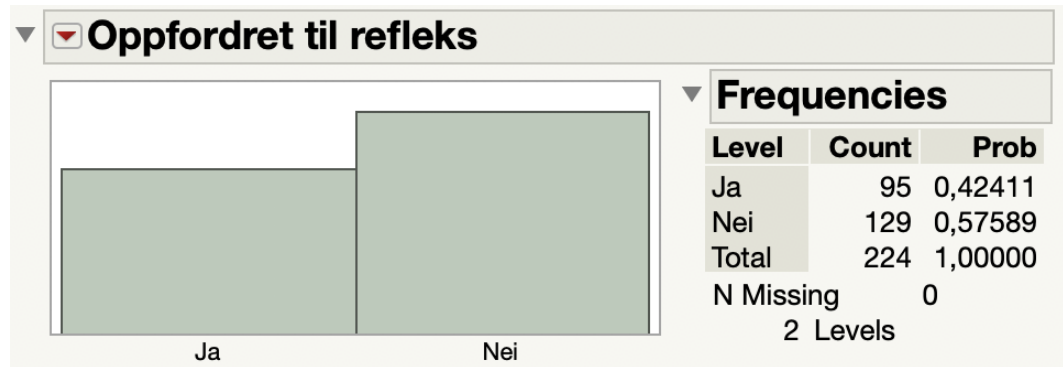 Oppfordret til refleks
Ja
Nei
Frequencies
Level Count Prob
Ja 95 0,42411
Nei 129 0,57589
Total 224 1,00000
N Missing 0
2 Levels